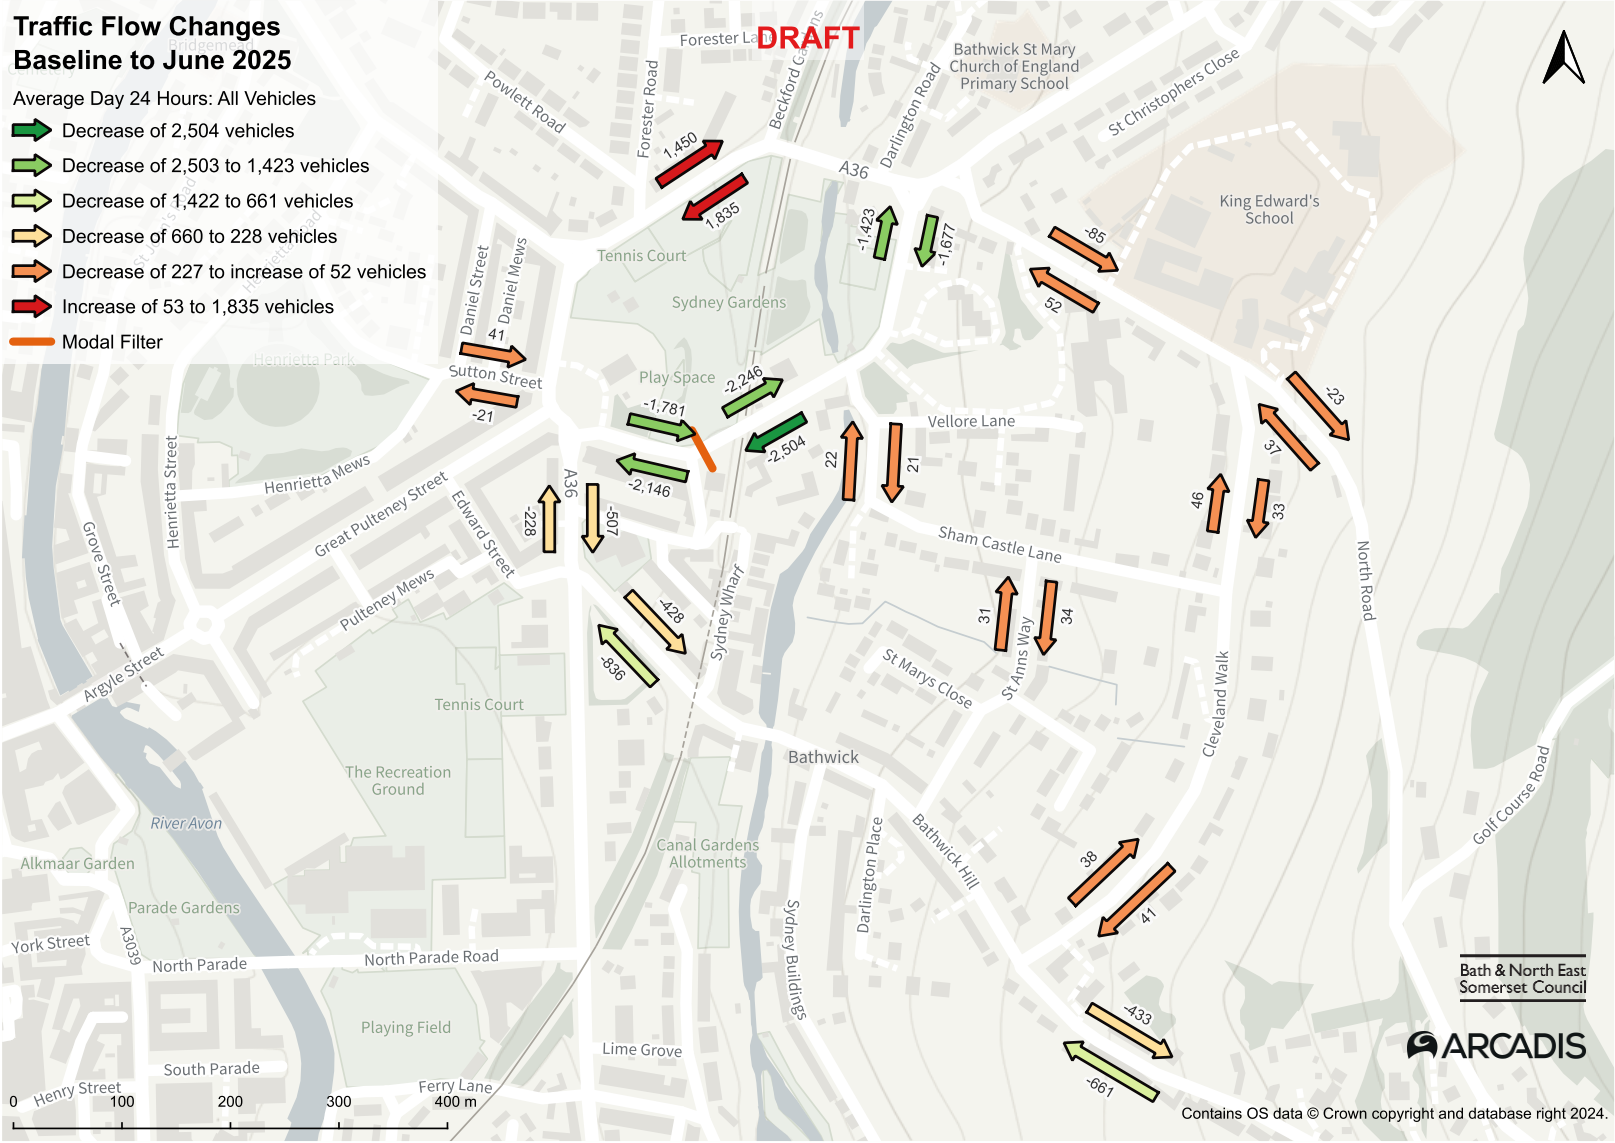 Traffic Flow Changes
Baseline to June 2025
Average Day 24 Hours: All Vehicles
Decrease of 2,504 vehicles
Decrease of 2,503 to 1,423 vehicles
Decrease of 1,422 to 661 vehicles
Decrease of 660 to 228 vehicles
Decrease of 227 to increase of 52 vehicles
Increase of 53 to 1,835 vehicles
Modal Filter
DRAFT
Bridgemead
Cemetery
St John's Road
Henrietta Road
Henrietta Park
Forester Lane
Beckford Gardens
Powlett Road
Forester Road
Darlington Road
Bathwick St Mary
Church of England
Primary School
St Christophers Close
King Edward's
School
A36
1,450
1,835
-1,423
-1,677
-85
52
Tennis Court
Sydney Gardens
Daniel Street
Daniel Mews
41
Sutton Street
-21
Play Space
-2,246
-1,781
-2,504
-2,146
Vellore Lane
22
21
-23
37
46
33
Henrietta Street
Henrietta Mews
Great Pulteney Street
A36
-228
-507
Edward Street
Grove Street
Pulteney Mews
Argyle Street
Sham Castle Lane
North Road
31
34
Sydney Wharf
-428
-836
St Marys Close
St Anns Way
Cleveland Walk
Tennis Court
Bathwick
The Recreation
Ground
River Avon
Golf Course Road
Canal Gardens
Allotments
Alkmaar Garden
Parade Gardens
Darlington Place
Bathwick Hill
38
41
York Street
A3039
North Parade
North Parade Road
Sydney Buildings
Playing Field
-433
-661
Lime Grove
South Parade
Henry Street
Ferry Lane
0 100 200 300 400 m
Bath & North East
Somerset Council
ARCADIS
Contains OS data © Crown copyright and database right 2024.